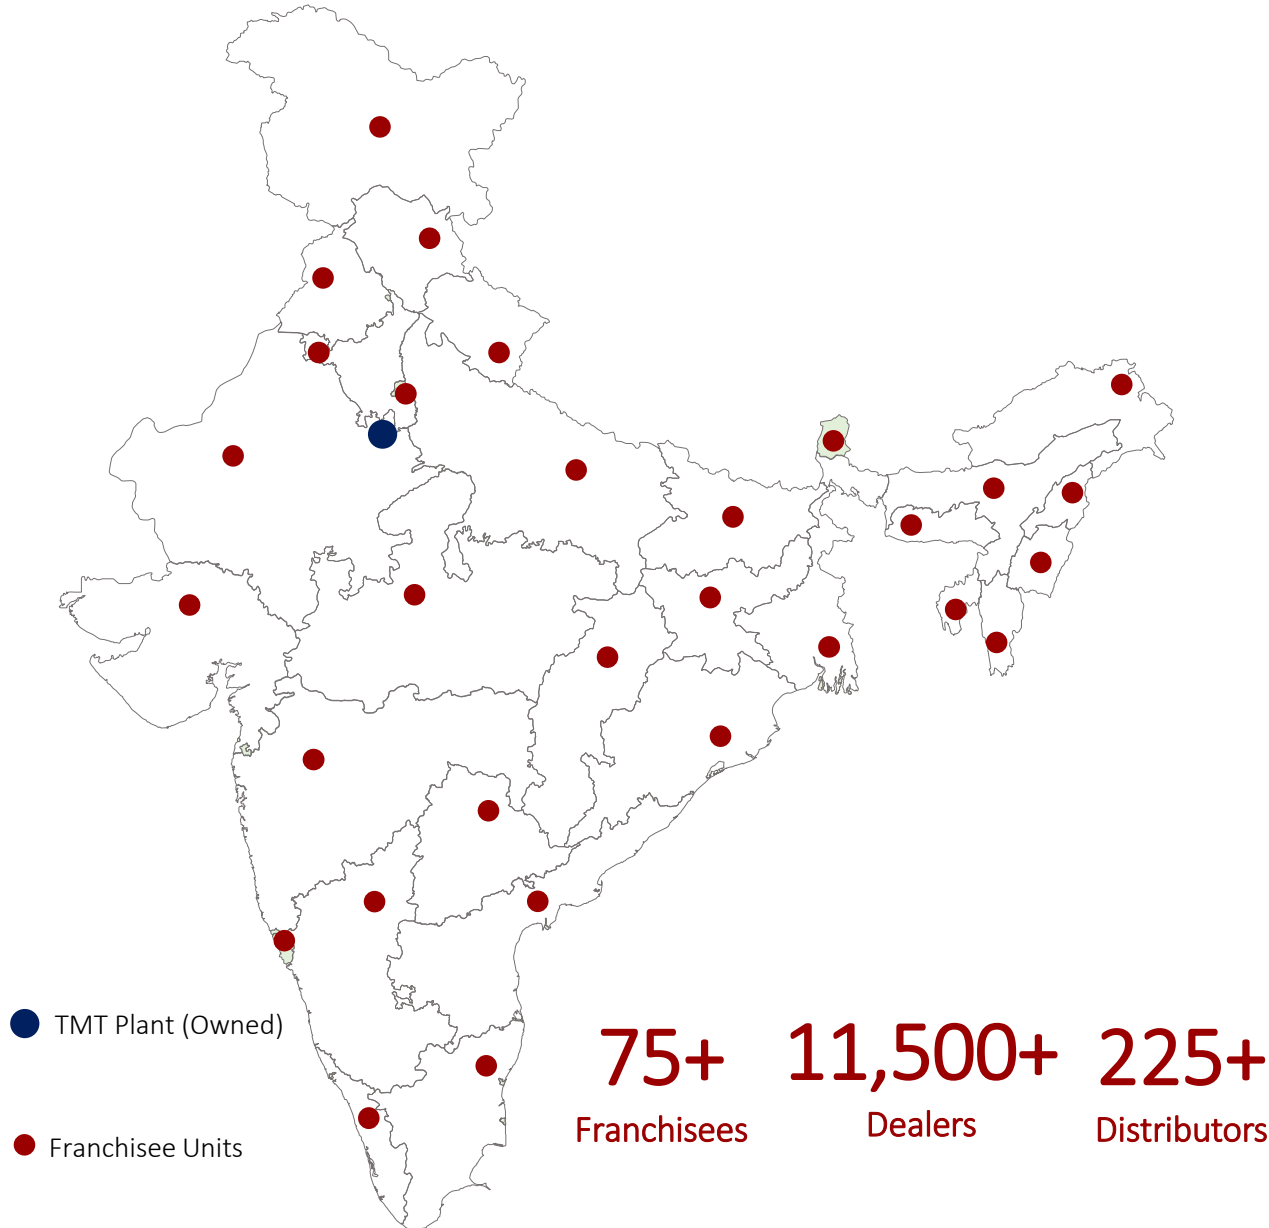 TMT Plant (Owned)
Franchisee Units
75+
Franchisees
11,500+
Dealers
225+
Distributors